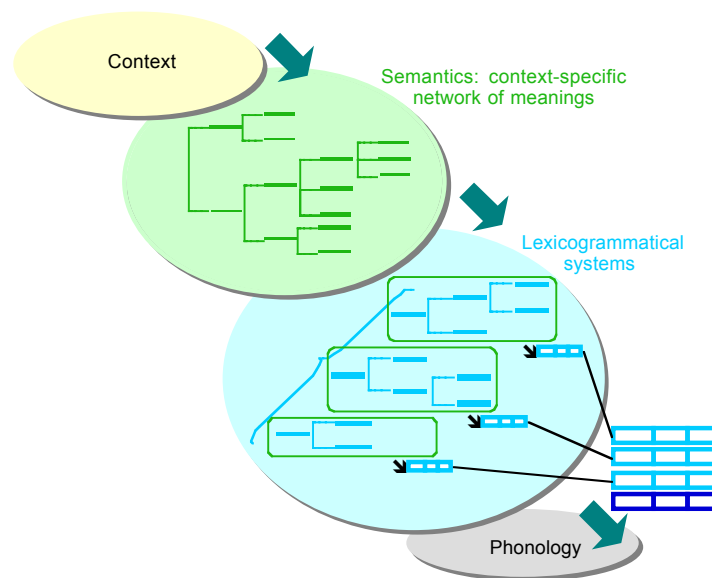 Context
Semantics: context-specific
network of meanings
Lexicogrammatical
systems
Phonology